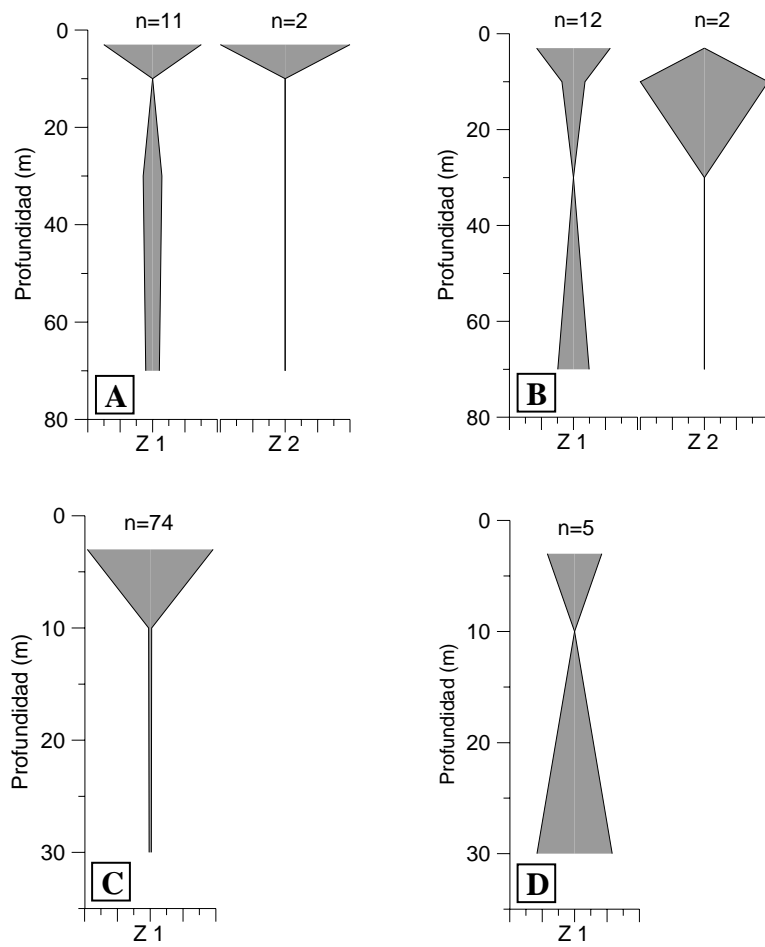 n=11
n=2
0
20
40
60
80
Profundidad (m)
A
Z 1
Z 2
n=12
n=2
0
20
40
60
80
Profundidad (m)
B
Z 1
Z 2
n=74
0
10
20
30
Profundidad (m)
C
Z 1
n=5
0
10
20
30
Profundidad (m)
D
Z 1